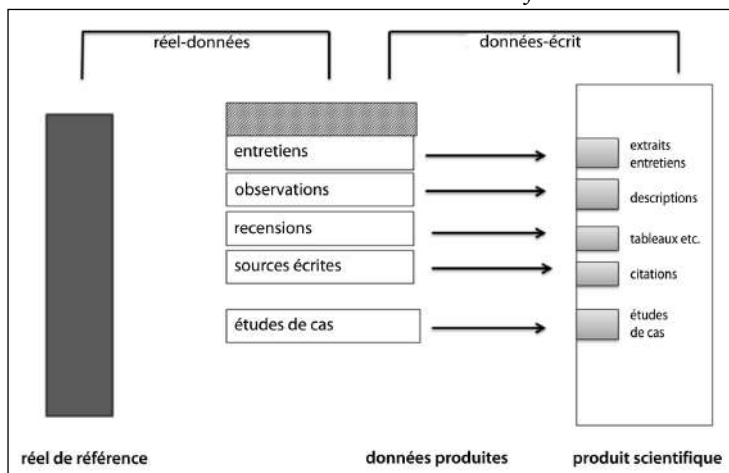 réel-données
données-écrit
entretiens
observations
recensions
sources écrites
études de cas
extraits
entretiens
descriptions
tableaux etc.
citations
études
de cas
réel de référence
données produites
produit scientifique